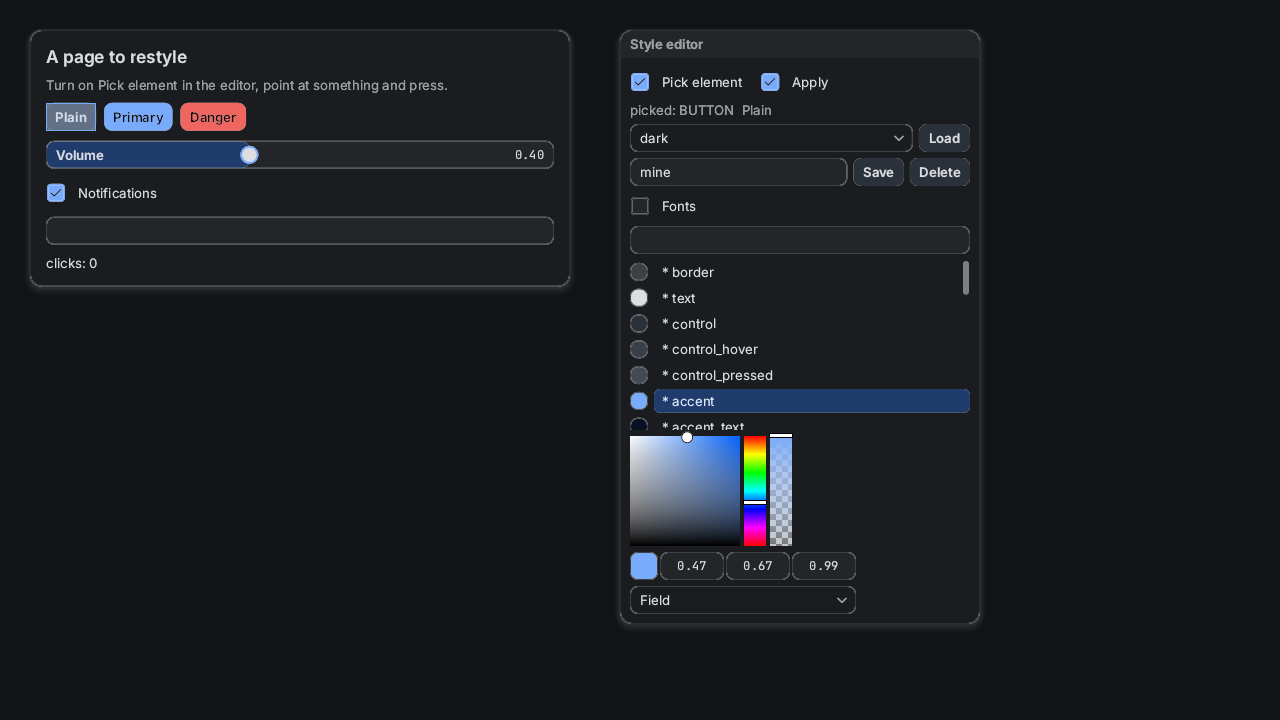 A page to restyle
Turn on Pick element in the editor, point at something and press.
Plain Primary Danger
Volume 0.40
Notifications
clicks: 0
Style editor
Pick element Apply
picked: BUTTON Plain
dark Load
mine Save Delete
Fonts
* border
* text
* control
* control_hover
* control_pressed
* accent
* accent_text
0.47 0.67 0.99
Field